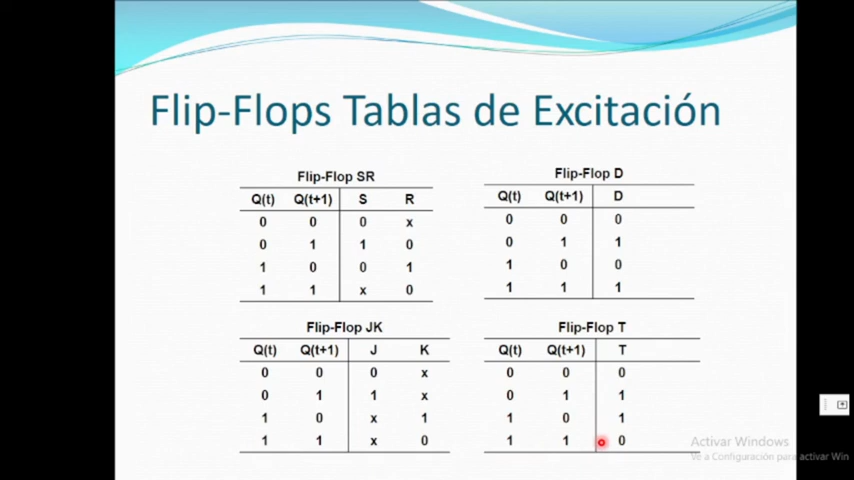 Flip-Flops Tablas de Excitación
Flip-Flop SR
Q(t) Q(t+1) S R
0 0 0 x
0 1 1 0
1 0 0 1
1 1 x 0
Flip-Flop D
Q(t) Q(t+1) D
0 0 0
0 1 1
1 0 0
1 1 1
Flip-Flop JK
Q(t) Q(t+1) J K
0 0 0 x
0 1 1 x
1 0 x 1
1 1 x 0
Flip-Flop T
Q(t) Q(t+1) T
0 0 0
0 1 1
1 0 1
1 1 0
Activar Windows
Ve a Configuración para activar Win